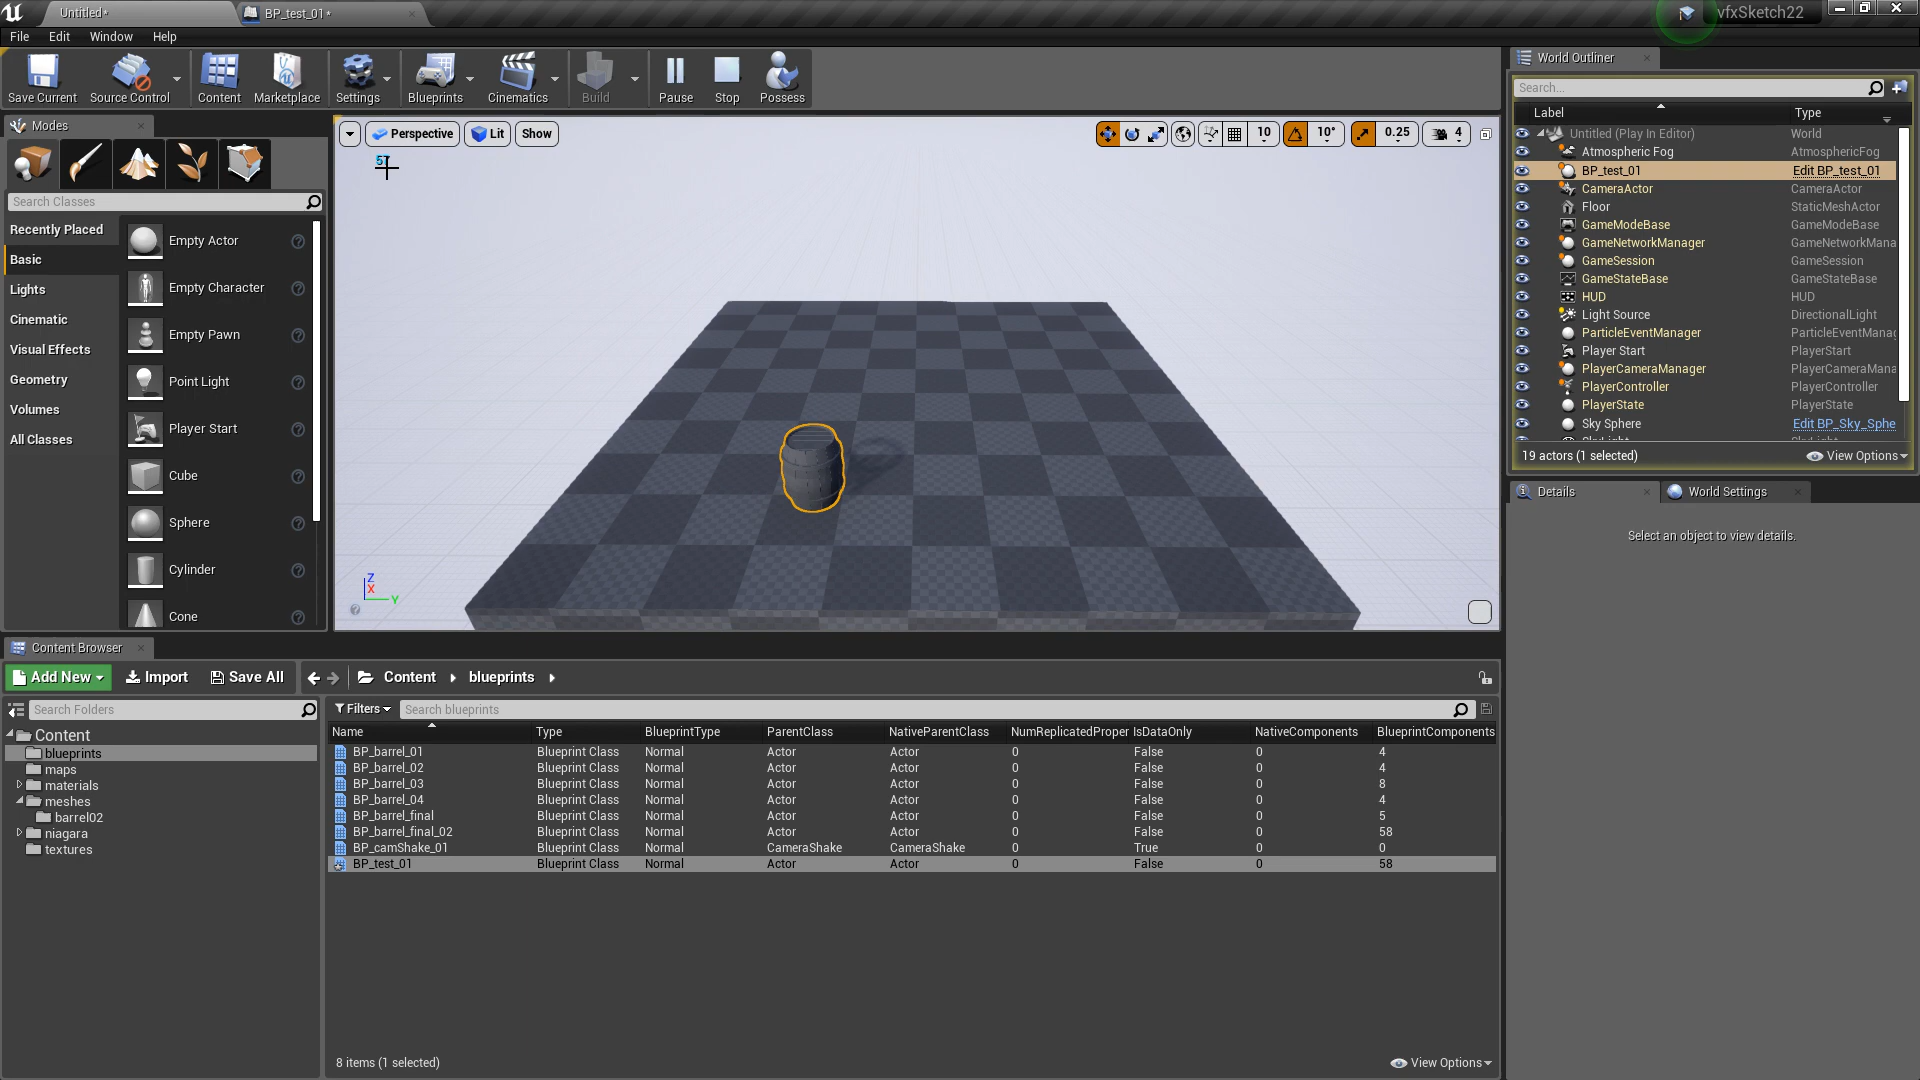 Untitled*
BP_test_01*
vfxSketch22
File Edit Window Help
Save Current
Source Control
Content
Marketplace
Settings
Blueprints
Cinematics
Build
Pause
Stop
Possess
Modes
Search Classes
Recently Placed
Basic
Lights
Cinematic
Visual Effects
Geometry
Volumes
All Classes
Empty Actor
Empty Character
Empty Pawn
Point Light
Player Start
Cube
Sphere
Cylinder
Cone
Perspective Lit Show
10 10° 0.25 4
57
Z
X
Y
World Outliner
Search...
Label Type
Untitled (Play In Editor) World
Atmospheric Fog AtmosphericFog
BP_test_01 Edit BP_test_01
CameraActor CameraActor
Floor StaticMeshActor
GameModeBase GameModeBase
GameNetworkManager GameNetworkMana
GameSession GameSession
GameStateBase GameStateBase
HUD HUD
Light Source DirectionalLight
ParticleEventManager ParticleEventManag
Player Start PlayerStart
PlayerCameraManager PlayerCameraMana
PlayerController PlayerController
PlayerState PlayerState
Sky Sphere Edit BP_Sky_Sphe
19 actors (1 selected) View Options
Details World Settings
Select an object to view details.
Content Browser
Add New Import Save All Content blueprints
Search Folders
Content
blueprints
maps
materials
meshes
barrel02
niagara
textures
Filters Search blueprints
Name Type BlueprintType ParentClass NativeParentClass NumReplicatedProper IsDataOnly NativeComponents BlueprintComponents
BP_barrel_01 Blueprint Class Normal Actor Actor 0 False 0 4
BP_barrel_02 Blueprint Class Normal Actor Actor 0 False 0 4
BP_barrel_03 Blueprint Class Normal Actor Actor 0 False 0 8
BP_barrel_04 Blueprint Class Normal Actor Actor 0 False 0 4
BP_barrel_final Blueprint Class Normal Actor Actor 0 False 0 5
BP_barrel_final_02 Blueprint Class Normal Actor Actor 0 False 0 58
BP_camShake_01 Blueprint Class Normal CameraShake CameraShake 0 True 0 0
BP_test_01 Blueprint Class Normal Actor Actor 0 False 0 58
8 items (1 selected) View Options